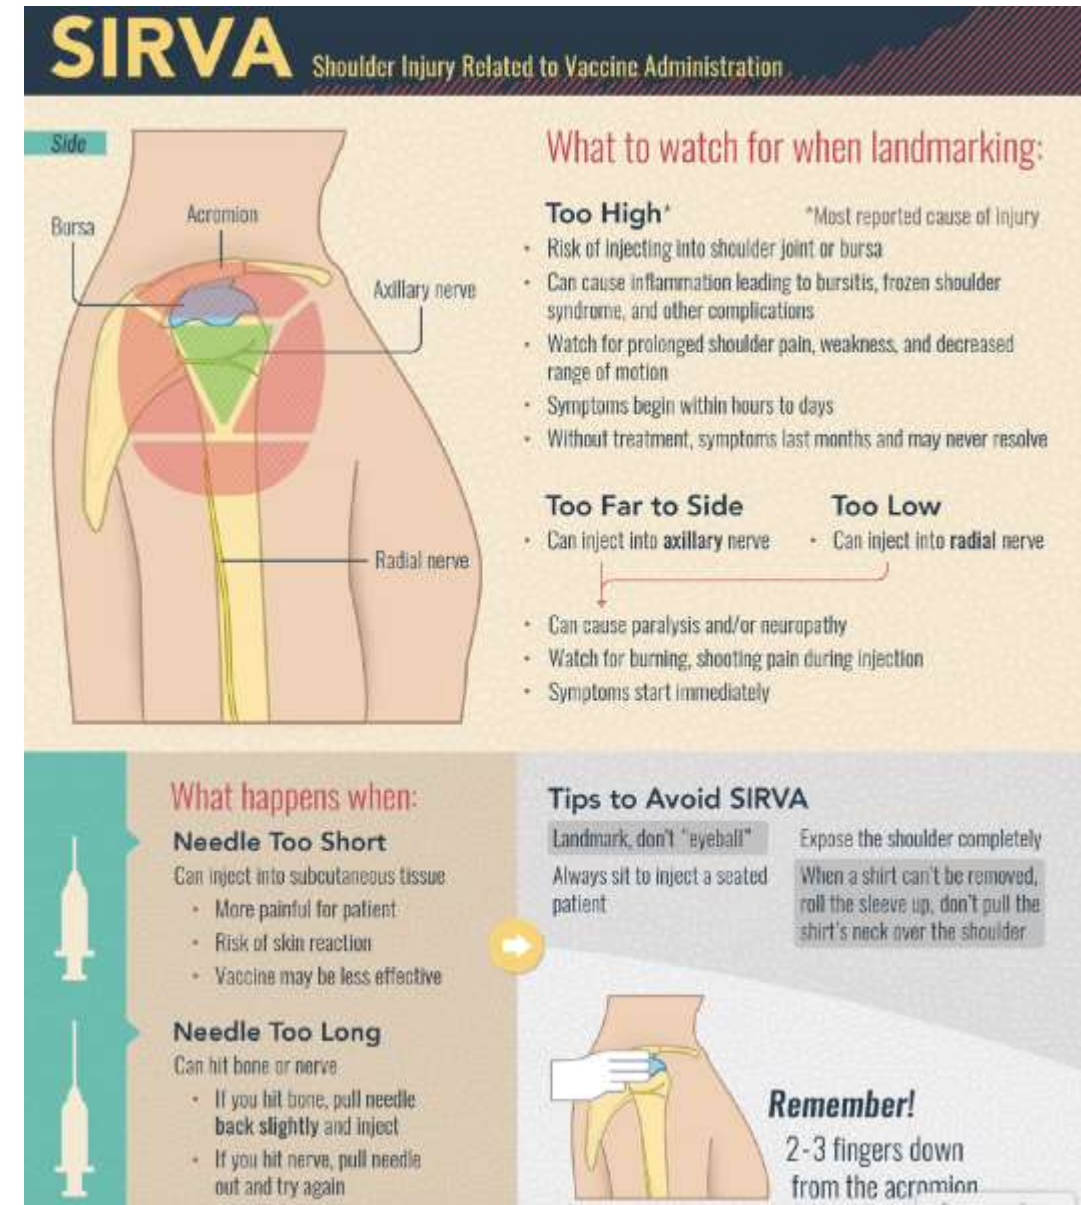 SIRVA
Shoulder Injury Related to Vaccine Administration
Side
Bursa
Acromion
Axillary nerve
Radial nerve
What to watch for when landmarking:
Too High*
*Most reported cause of injury
• Risk of injecting into shoulder joint or bursa
• Can cause inflammation leading to bursitis, frozen shoulder
syndrome, and other complications
• Watch for prolonged shoulder pain, weakness, and decreased
range of motion
• Symptoms begin within hours to days
• Without treatment, symptoms last months and may never resolve
Too Far to Side
• Can inject into axillary nerve
Too Low
• Can inject into radial nerve
• Can cause paralysis and/or neuropathy
• Watch for burning, shooting pain during injection
• Symptoms start immediately
What happens when:
Needle Too Short
Can inject into subcutaneous tissue
• More painful for patient
• Risk of skin reaction
• Vaccine may be less effective
Needle Too Long
Can hit bone or nerve
• If you hit bone, pull needle
back slightly and inject
• If you hit nerve, pull needle
out and try again
Tips to Avoid SIRVA
Landmark, don't "eyeball"
Always sit to inject a seated
patient
Expose the shoulder completely
When a shirt can't be removed,
roll the sleeve up, don't pull the
shirt's neck over the shoulder
Remember!
2-3 fingers down
from the acromion